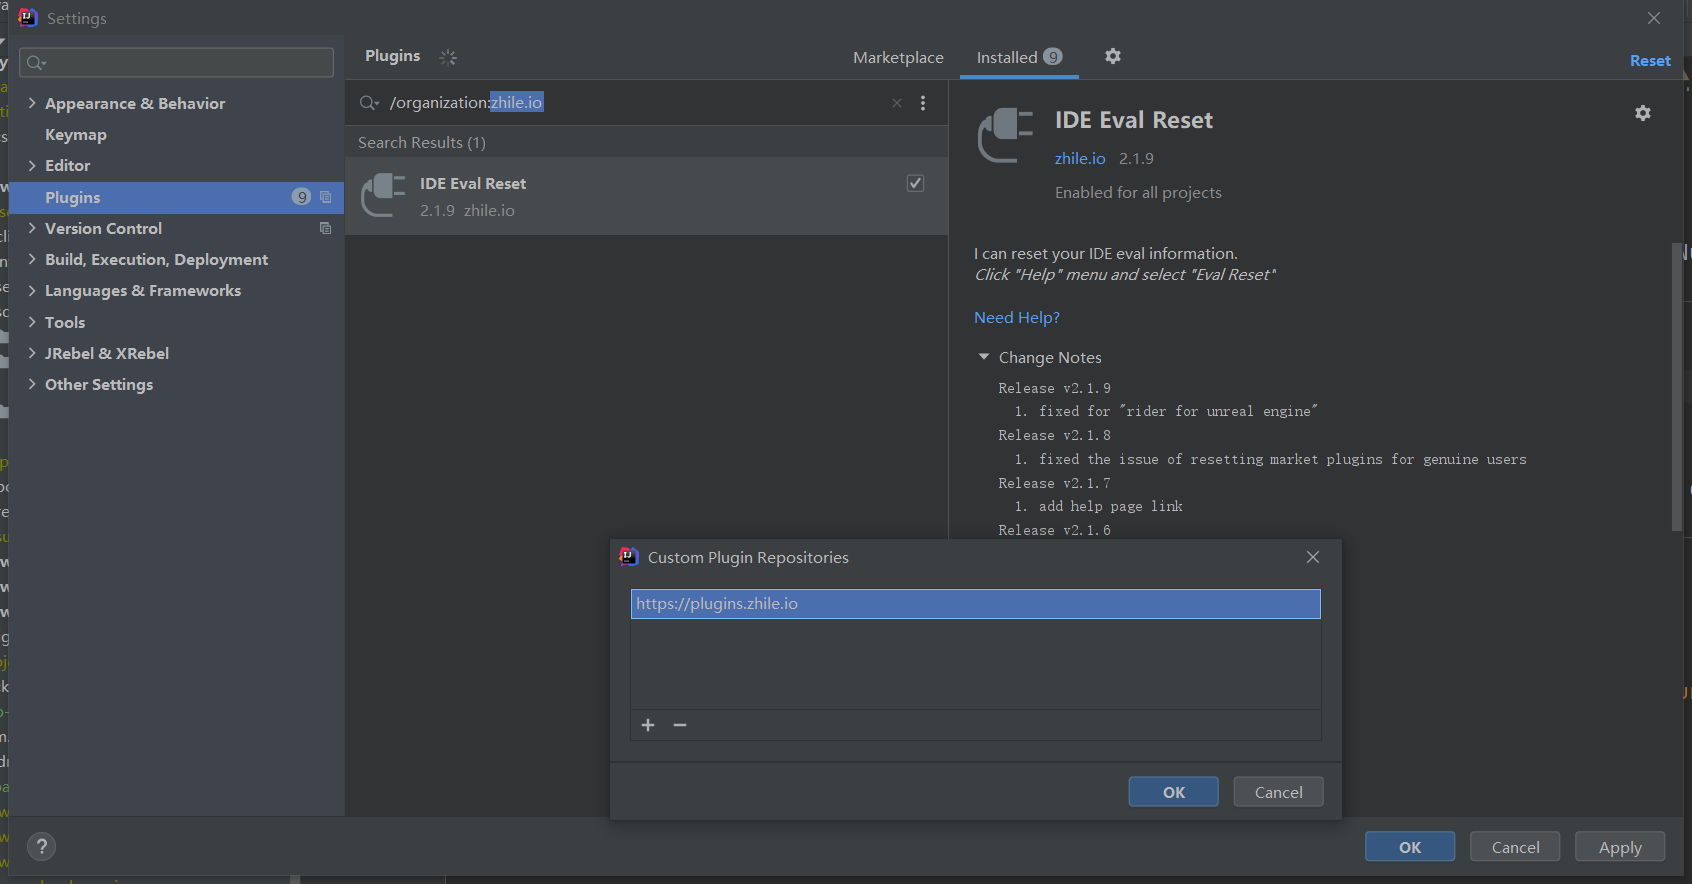 Settings
Plugins
Marketplace
Installed 9
Reset
Appearance & Behavior
Keymap
Editor
Plugins 9
Version Control
Build, Execution, Deployment
Languages & Frameworks
Tools
JRebel & XRebel
Other Settings
/organization:zhile.io
Search Results (1)
IDE Eval Reset
2.1.9 zhile.io
IDE Eval Reset
zhile.io 2.1.9
Enabled for all projects
I can reset your IDE eval information.
Click "Help" menu and select "Eval Reset"
Need Help?
Change Notes
Release v2.1.9
1. fixed for "rider for unreal engine"
Release v2.1.8
1. fixed the issue of resetting market plugins for genuine users
Release v2.1.7
1. add help page link
Release v2.1.6
Custom Plugin Repositories
https://plugins.zhile.io
OK
Cancel
?
OK
Cancel
Apply